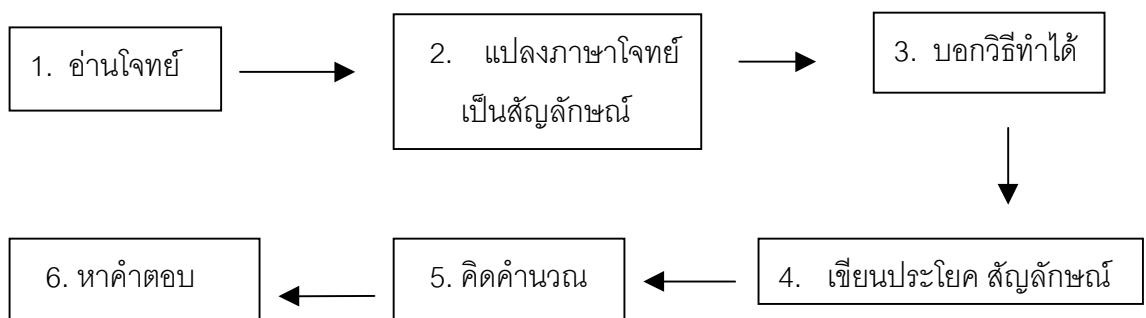 1. อ่านโจทย์
2. แปลงภาษาโจทย์
เป็นสัญลักษณ์
3. บอกวิธีทำได้
4. เขียนประโยค สัญลักษณ์
5. คิดคำนวณ
6. หาคำตอบ